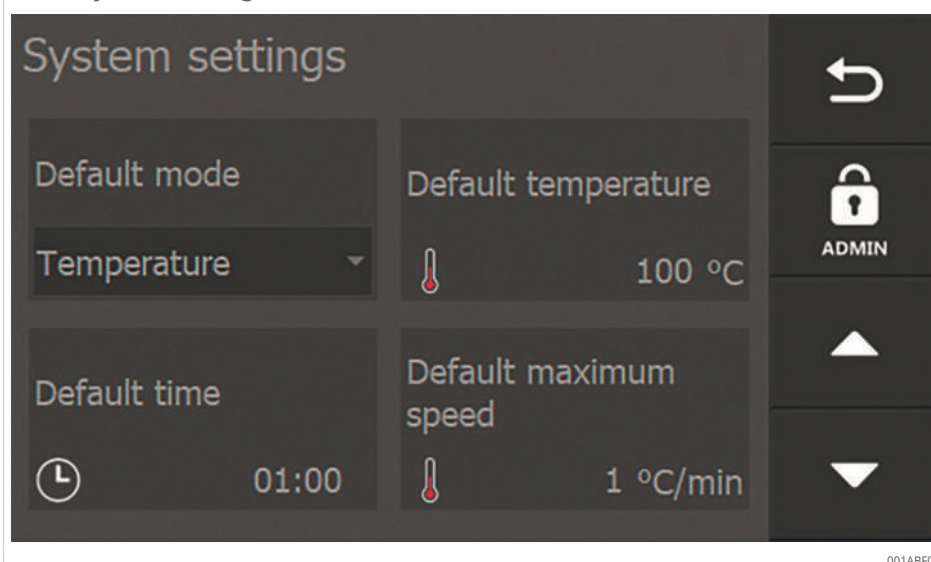 System settings
Default mode
Temperature
Default temperature
100 °C
ADMIN
Default time
01:00
Default maximum
speed
1 °C/min